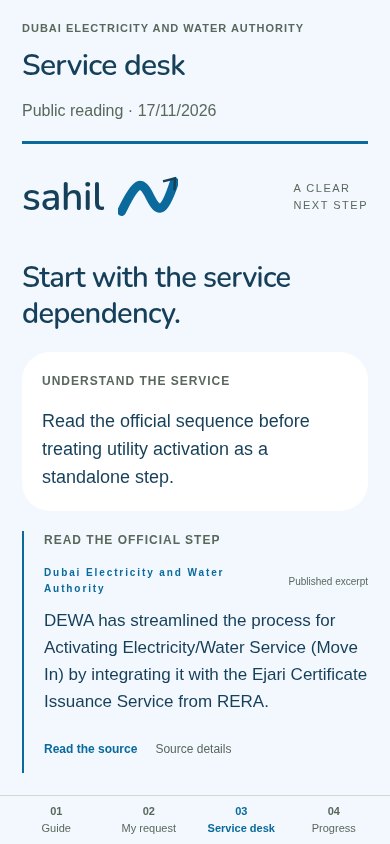 DUBAI ELECTRICITY AND WATER AUTHORITY
Service desk
Public reading · 17/11/2026
sahil
A CLEAR
NEXT STEP
Start with the service
dependency.
UNDERSTAND THE SERVICE
Read the official sequence before
treating utility activation as a
standalone step.
READ THE OFFICIAL STEP
Dubai Electricity and Water
Authority
Published excerpt
DEWA has streamlined the process for
Activating Electricity/Water Service (Move
In) by integrating it with the Ejari Certificate
Issuance Service from RERA.
Read the source Source details
01 02 03 04
Guide My request Service desk Progress